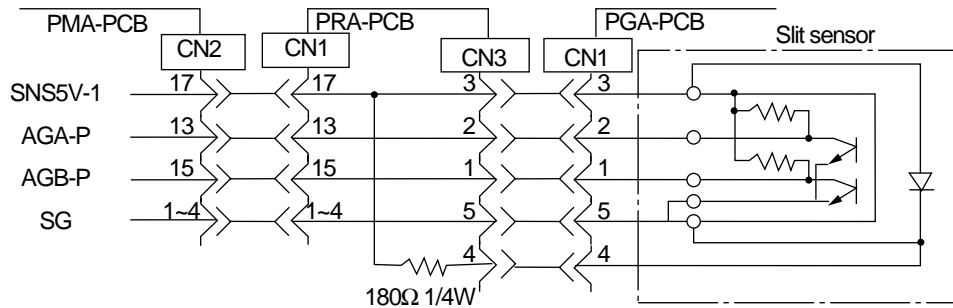 PMA-PCB PRA-PCB PGA-PCB
Slit sensor
CN2 CN1 CN3 CN1
SNS5V-1 17 17 3 3
AGA-P 13 13 2 2
AGB-P 15 15 1 1
SG 1~4 1~4 5 5
4 4
180Ω 1/4W